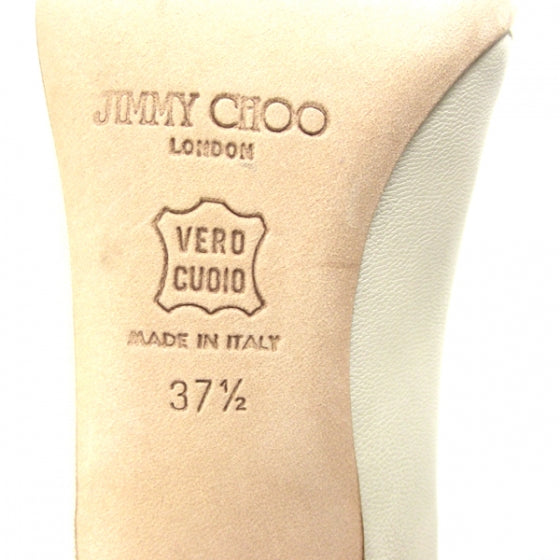 JIMMY CHOO
LONDON
VERO
CUOIO
MADE IN ITALY
37½